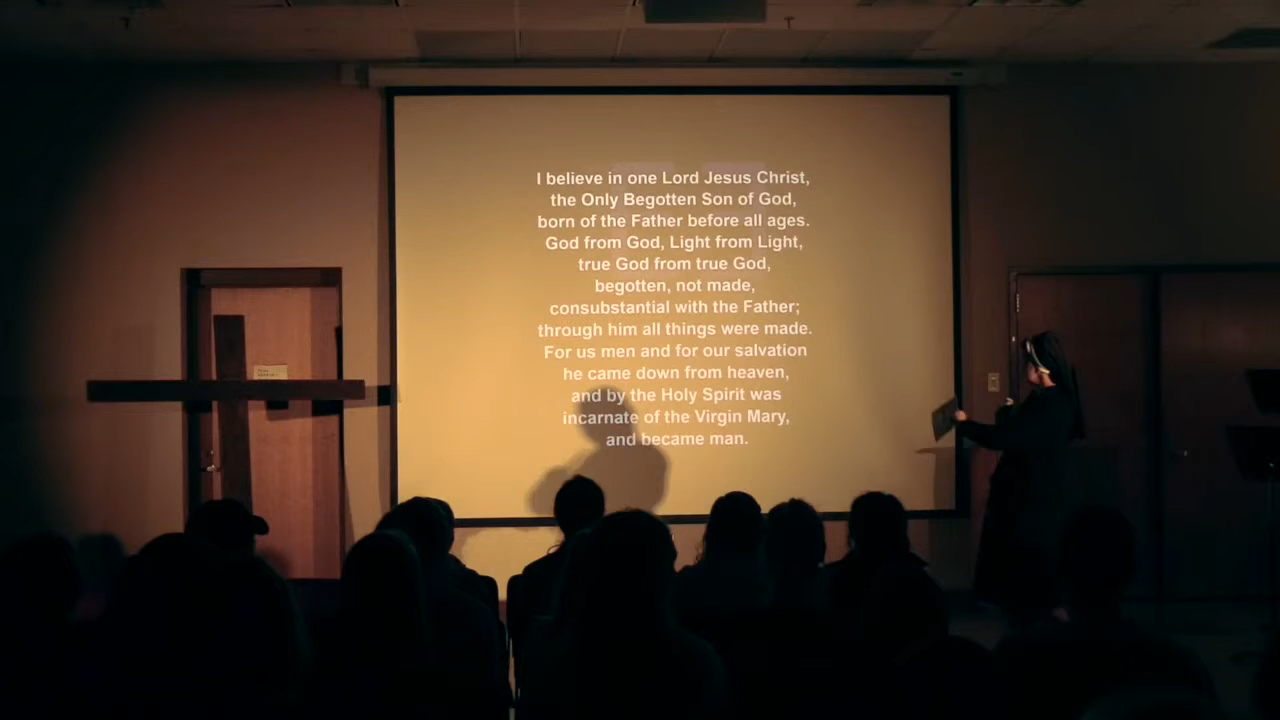 I believe in one Lord Jesus Christ,
the Only Begotten Son of God,
born of the Father before all ages.
God from God, Light from Light,
true God from true God,
begotten, not made,
consubstantial with the Father;
through him all things were made.
For us men and for our salvation
he came down from heaven,
and by the Holy Spirit was
incarnate of the Virgin Mary,
and became man.